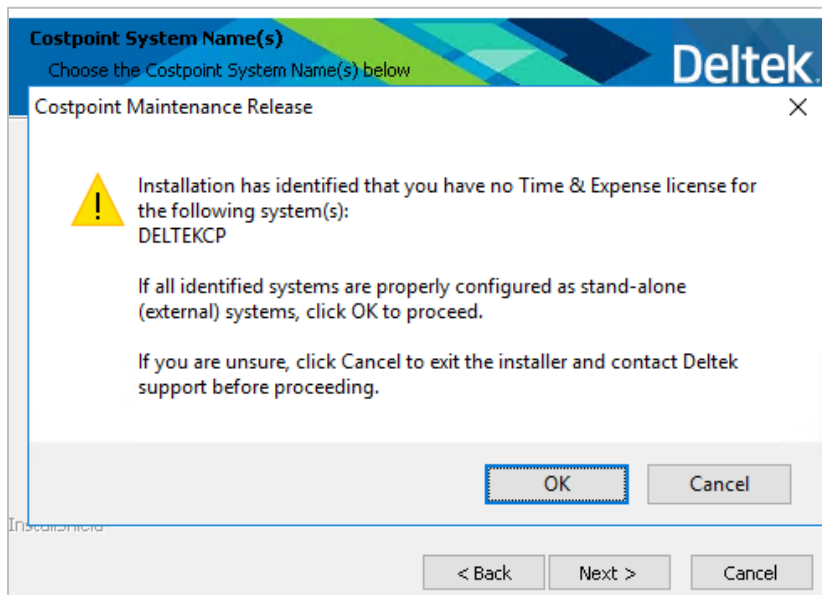 Costpoint System Name(s)
Choose the Costpoint System Name(s) below
Deltek.
Costpoint Maintenance Release
Installation has identified that you have no Time & Expense license for
the following system(s):
DELTEKCP
If all identified systems are properly configured as stand-alone
(external) systems, click OK to proceed.
If you are unsure, click Cancel to exit the installer and contact Deltek
support before proceeding.
OK
Cancel
InstallShield
< Back
Next >
Cancel